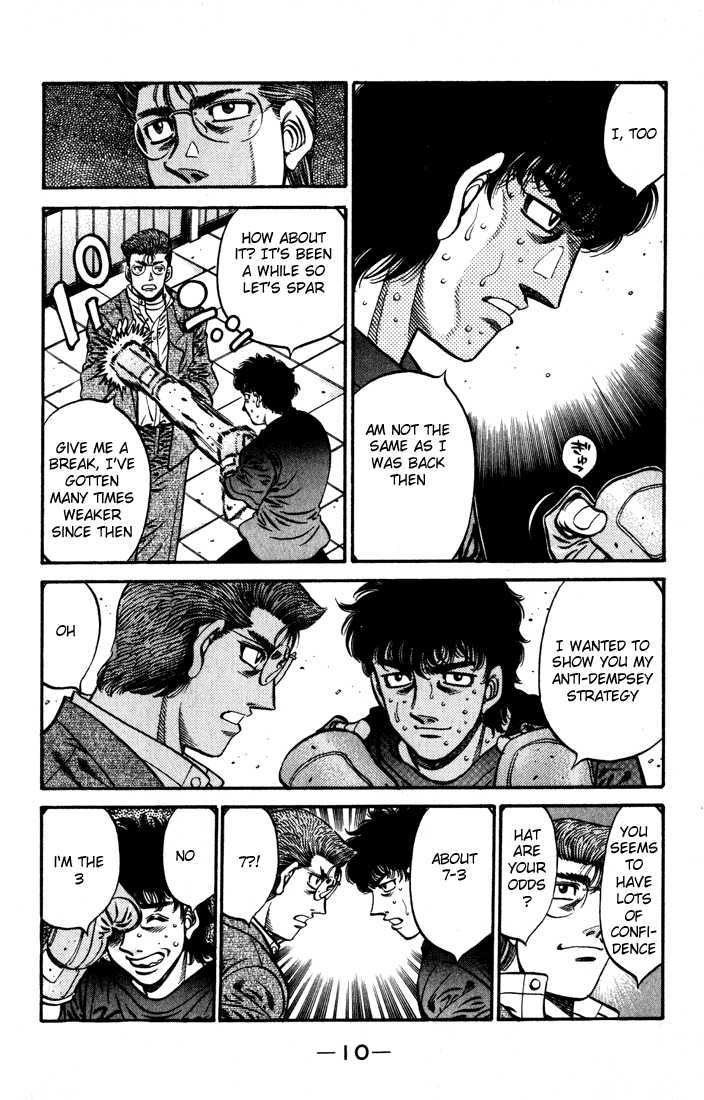 I, TOO
AM NOT THE
SAME AS I
WAS BACK
THEN
ギュッ
HOW ABOUT
IT? IT'S BEEN
A WHILE SO
LET'S SPAR
GIVE ME A
BREAK, I'VE
GOTTEN
MANY TIMES
WEAKER
SINCE THEN
I WANTED TO
SHOW YOU MY
ANTI-DEMPSEY
STRATEGY
OH
YOU
SEEMS
TO
HAVE
LOTS
OF
CONFI-
DENCE
HAT
ARE
YOUR
ODDS
?
ABOUT
7-3
7?!
NO
I'M THE
3
—10—